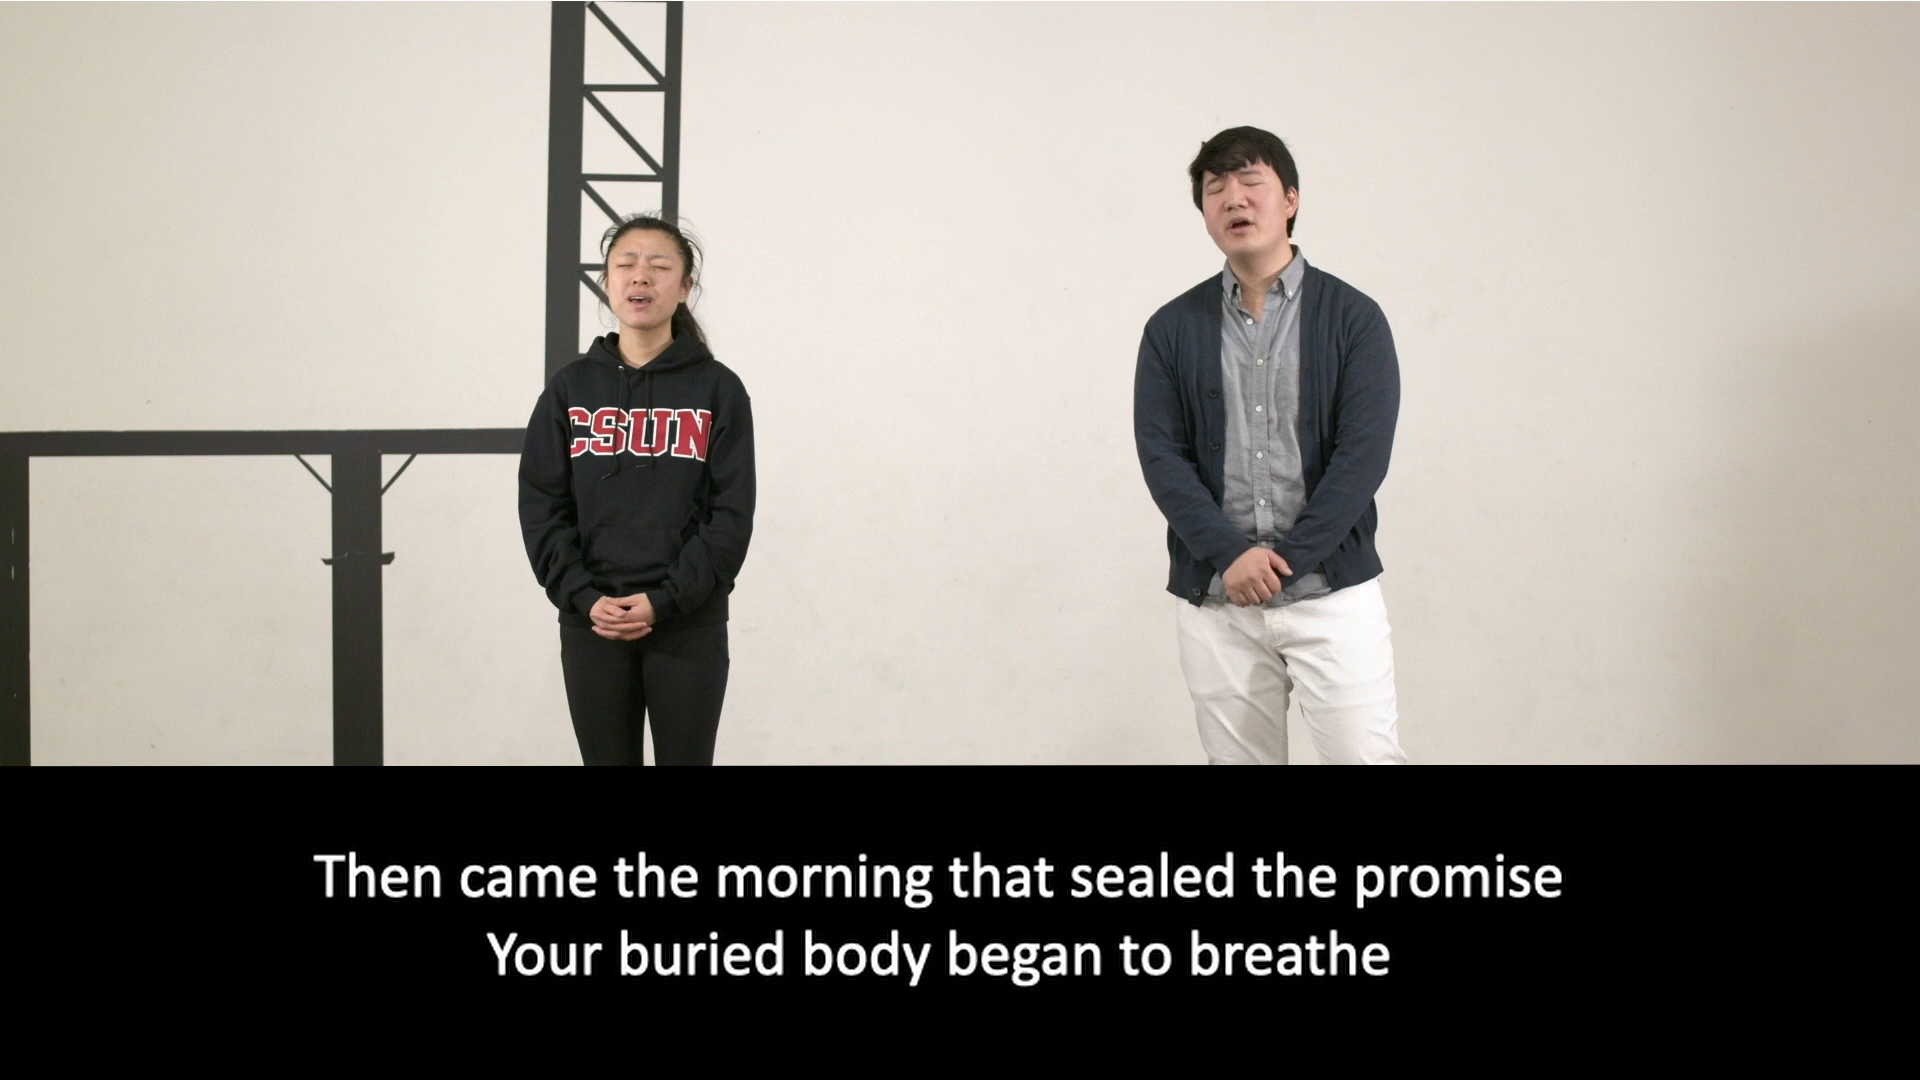 CSUN
Then came the morning that sealed the promise
Your buried body began to breathe